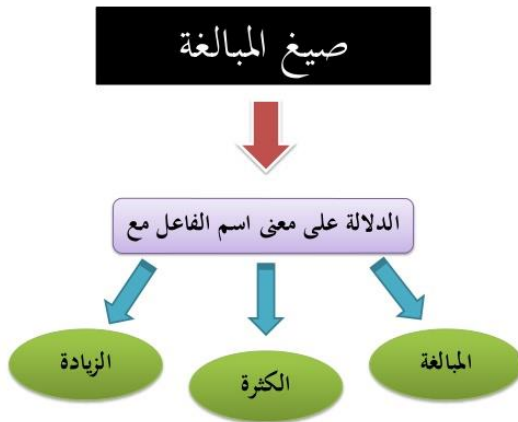 صيغ المبالغة
الدلالة على معنى اسم الفاعل مع
المبالغة
الكثرة
الزيادة